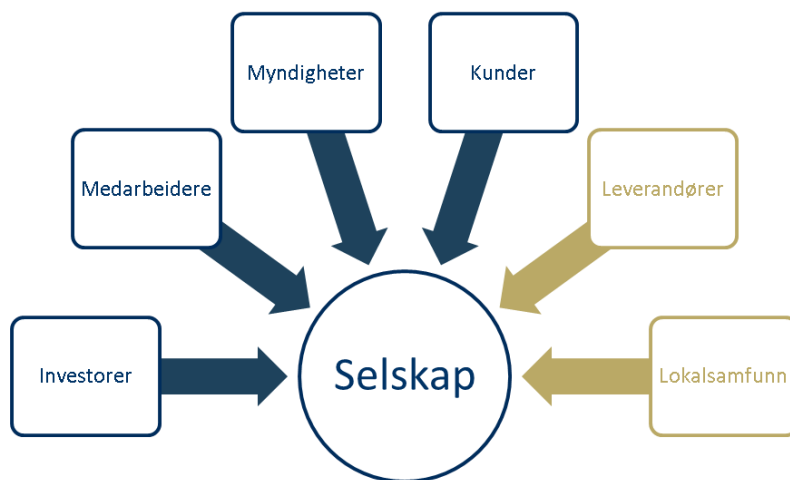 Myndigheter
Kunder
Medarbeidere
Leverandører
Investorer
Selskap
Lokalsamfunn